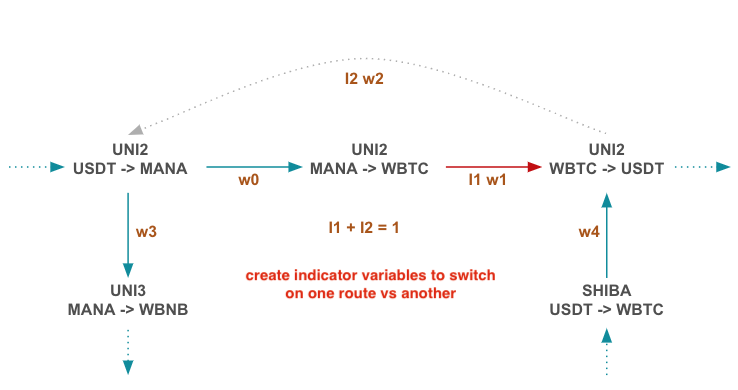 I2 w2
UNI2
USDT -> MANA
UNI2
MANA -> WBTC
UNI2
WBTC -> USDT
w0
I1 w1
w3
I1 + I2 = 1
w4
create indicator variables to switch
on one route vs another
UNI3
MANA -> WBNB
SHIBA
USDT -> WBTC